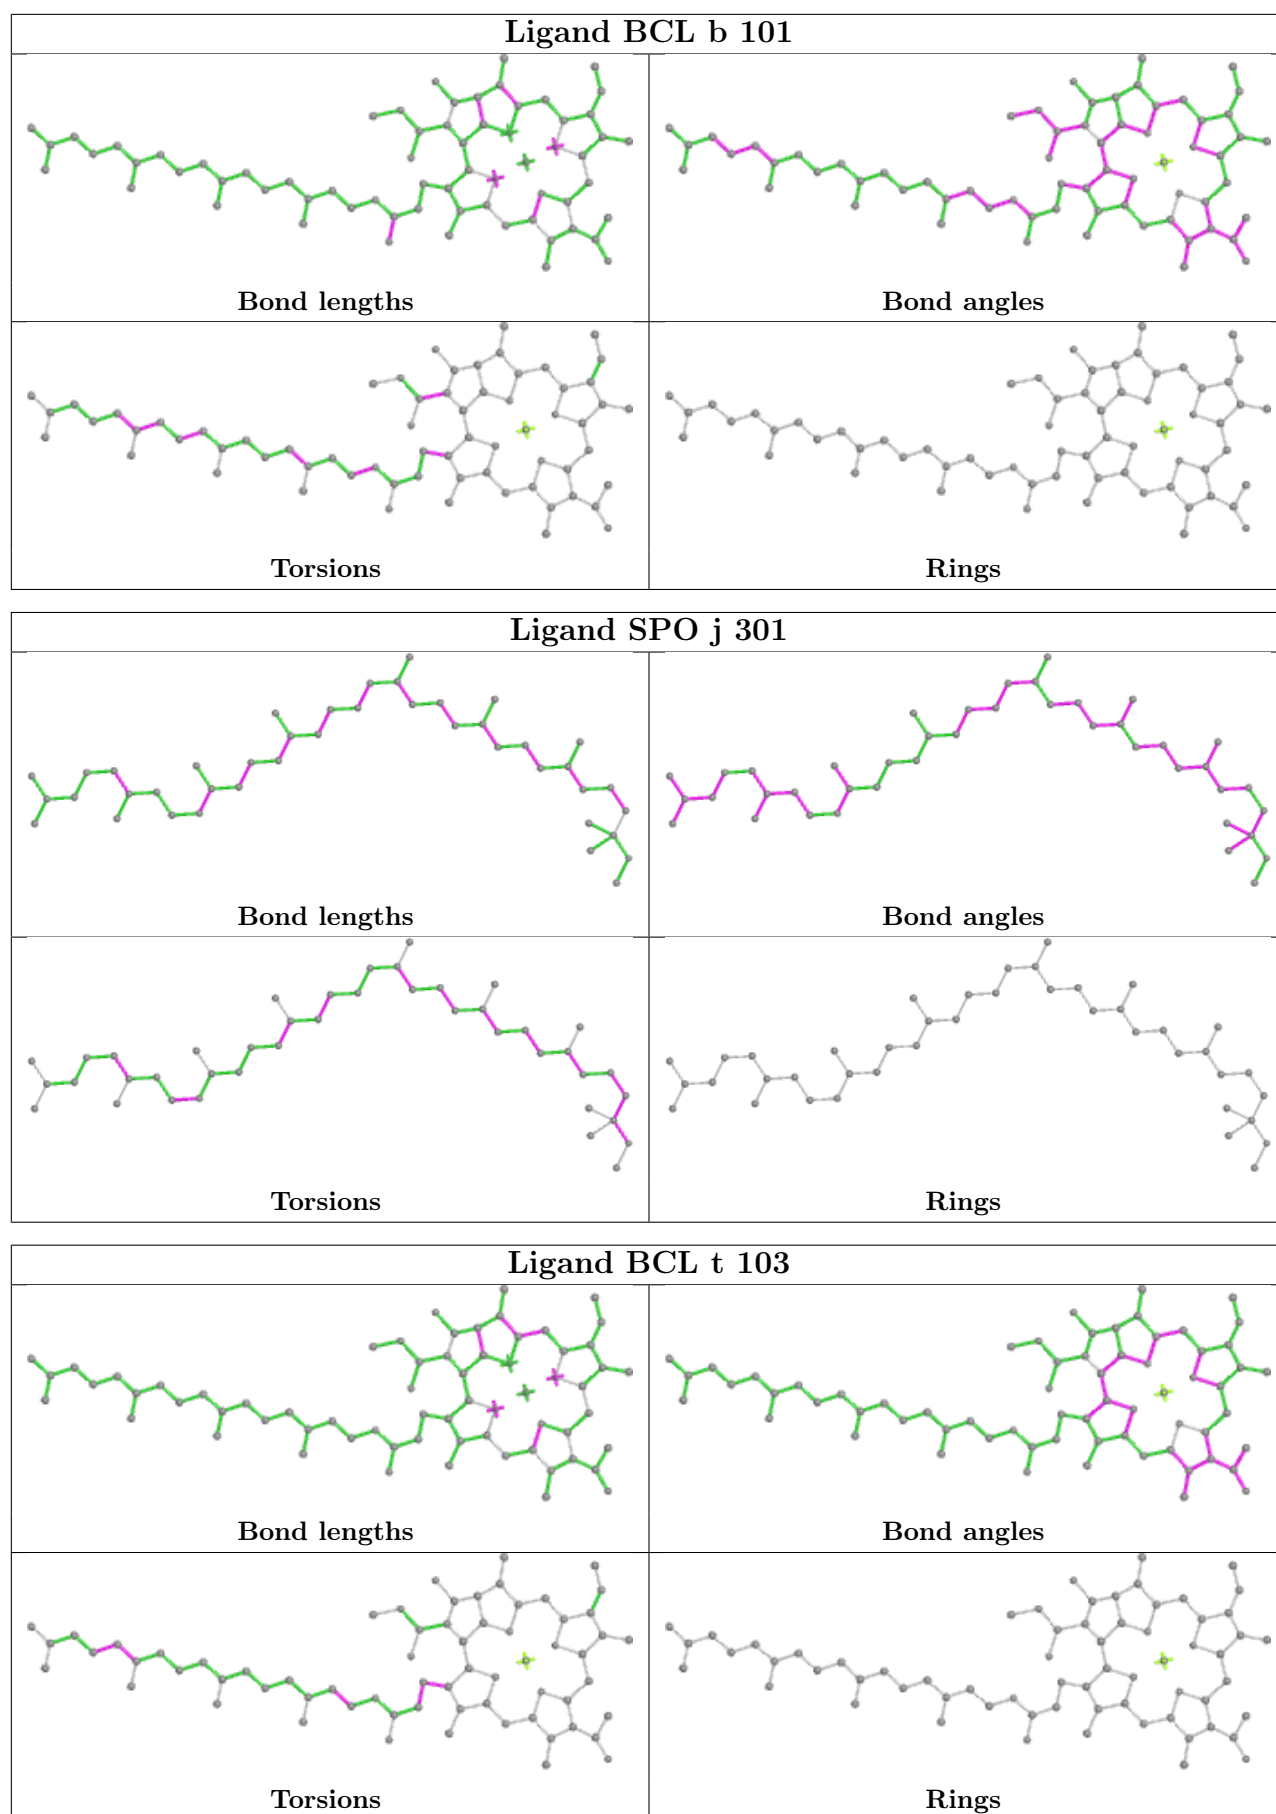 Ligand BCL b 101
Bond lengths
Bond angles
Torsions
Rings
Ligand SPO j 301
Bond lengths
Bond angles
Torsions
Rings
Ligand BCL t 103
Bond lengths
Bond angles
Torsions
Rings